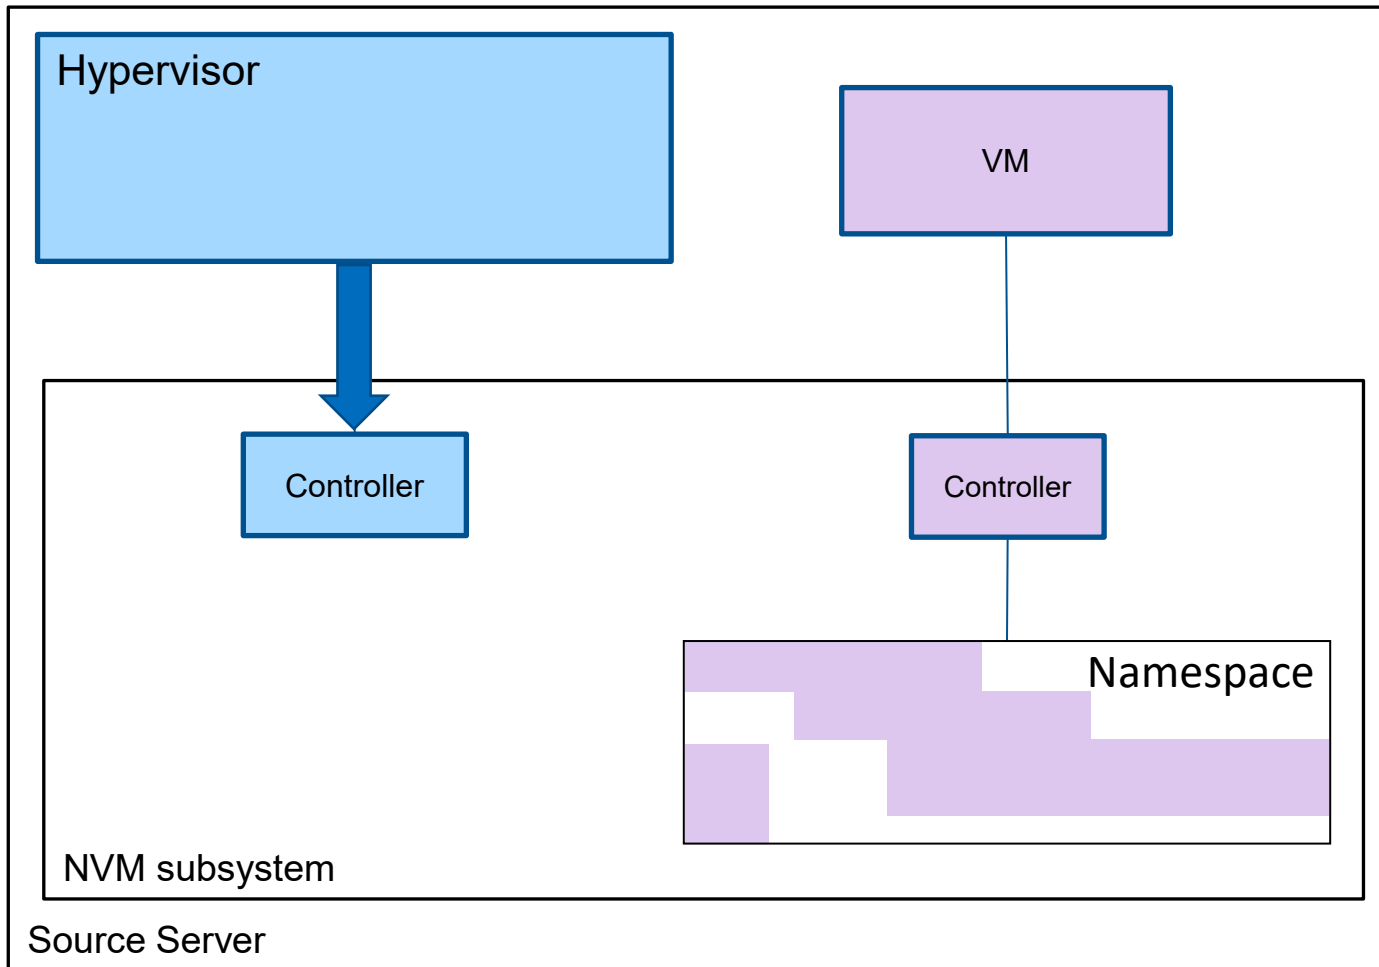 Hypervisor
VM
Controller
Controller
Namespace
NVM subsystem
Source Server